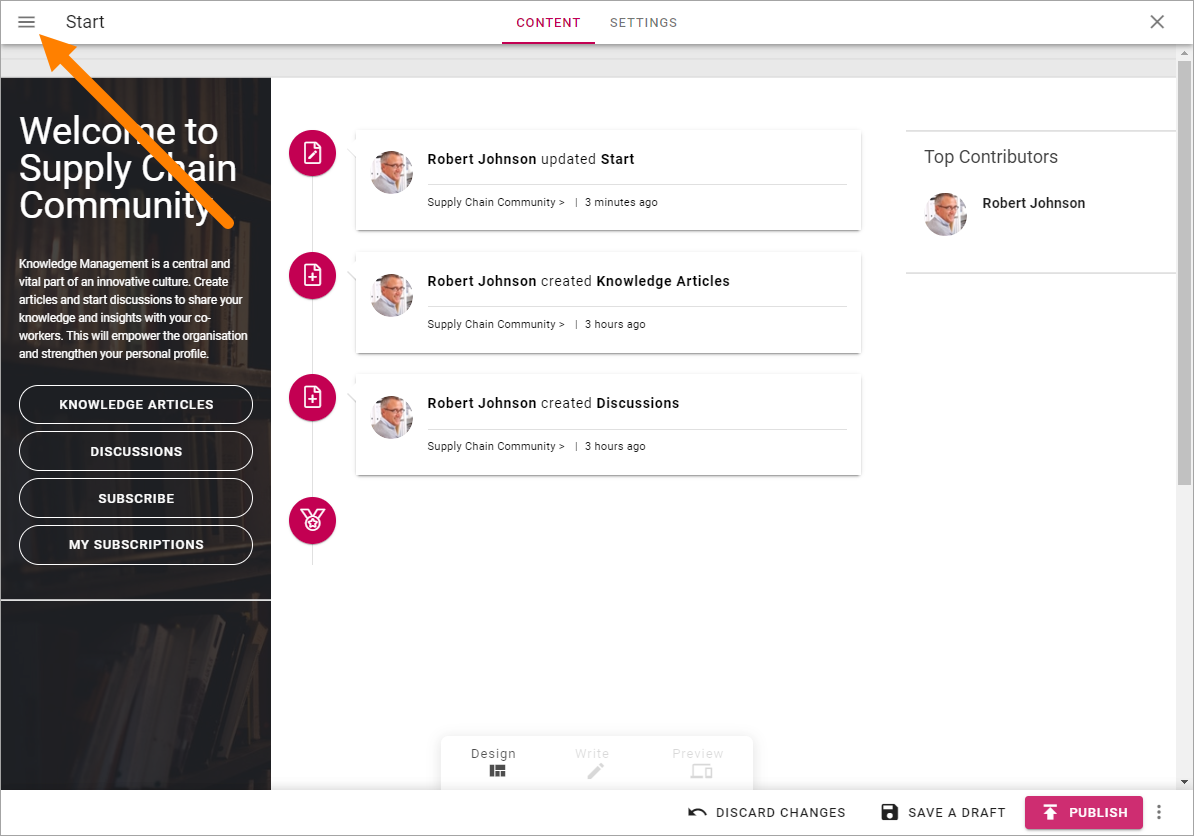 Start
CONTENT
SETTINGS
Welcome to
Supply Chain
Community
Knowledge Management is a central and
vital part of an innovative culture. Create
articles and start discussions to share your
knowledge and insights with your co-
workers. This will empower the organisation
and strengthen your personal profile.
KNOWLEDGE ARTICLES
DISCUSSIONS
SUBSCRIBE
MY SUBSCRIPTIONS
Robert Johnson updated Start
Supply Chain Community > | 3 minutes ago
Robert Johnson created Knowledge Articles
Supply Chain Community > | 3 hours ago
Robert Johnson created Discussions
Supply Chain Community > | 3 hours ago
Top Contributors
Robert Johnson
Design
Write
Preview
DISCARD CHANGES
SAVE A DRAFT
PUBLISH